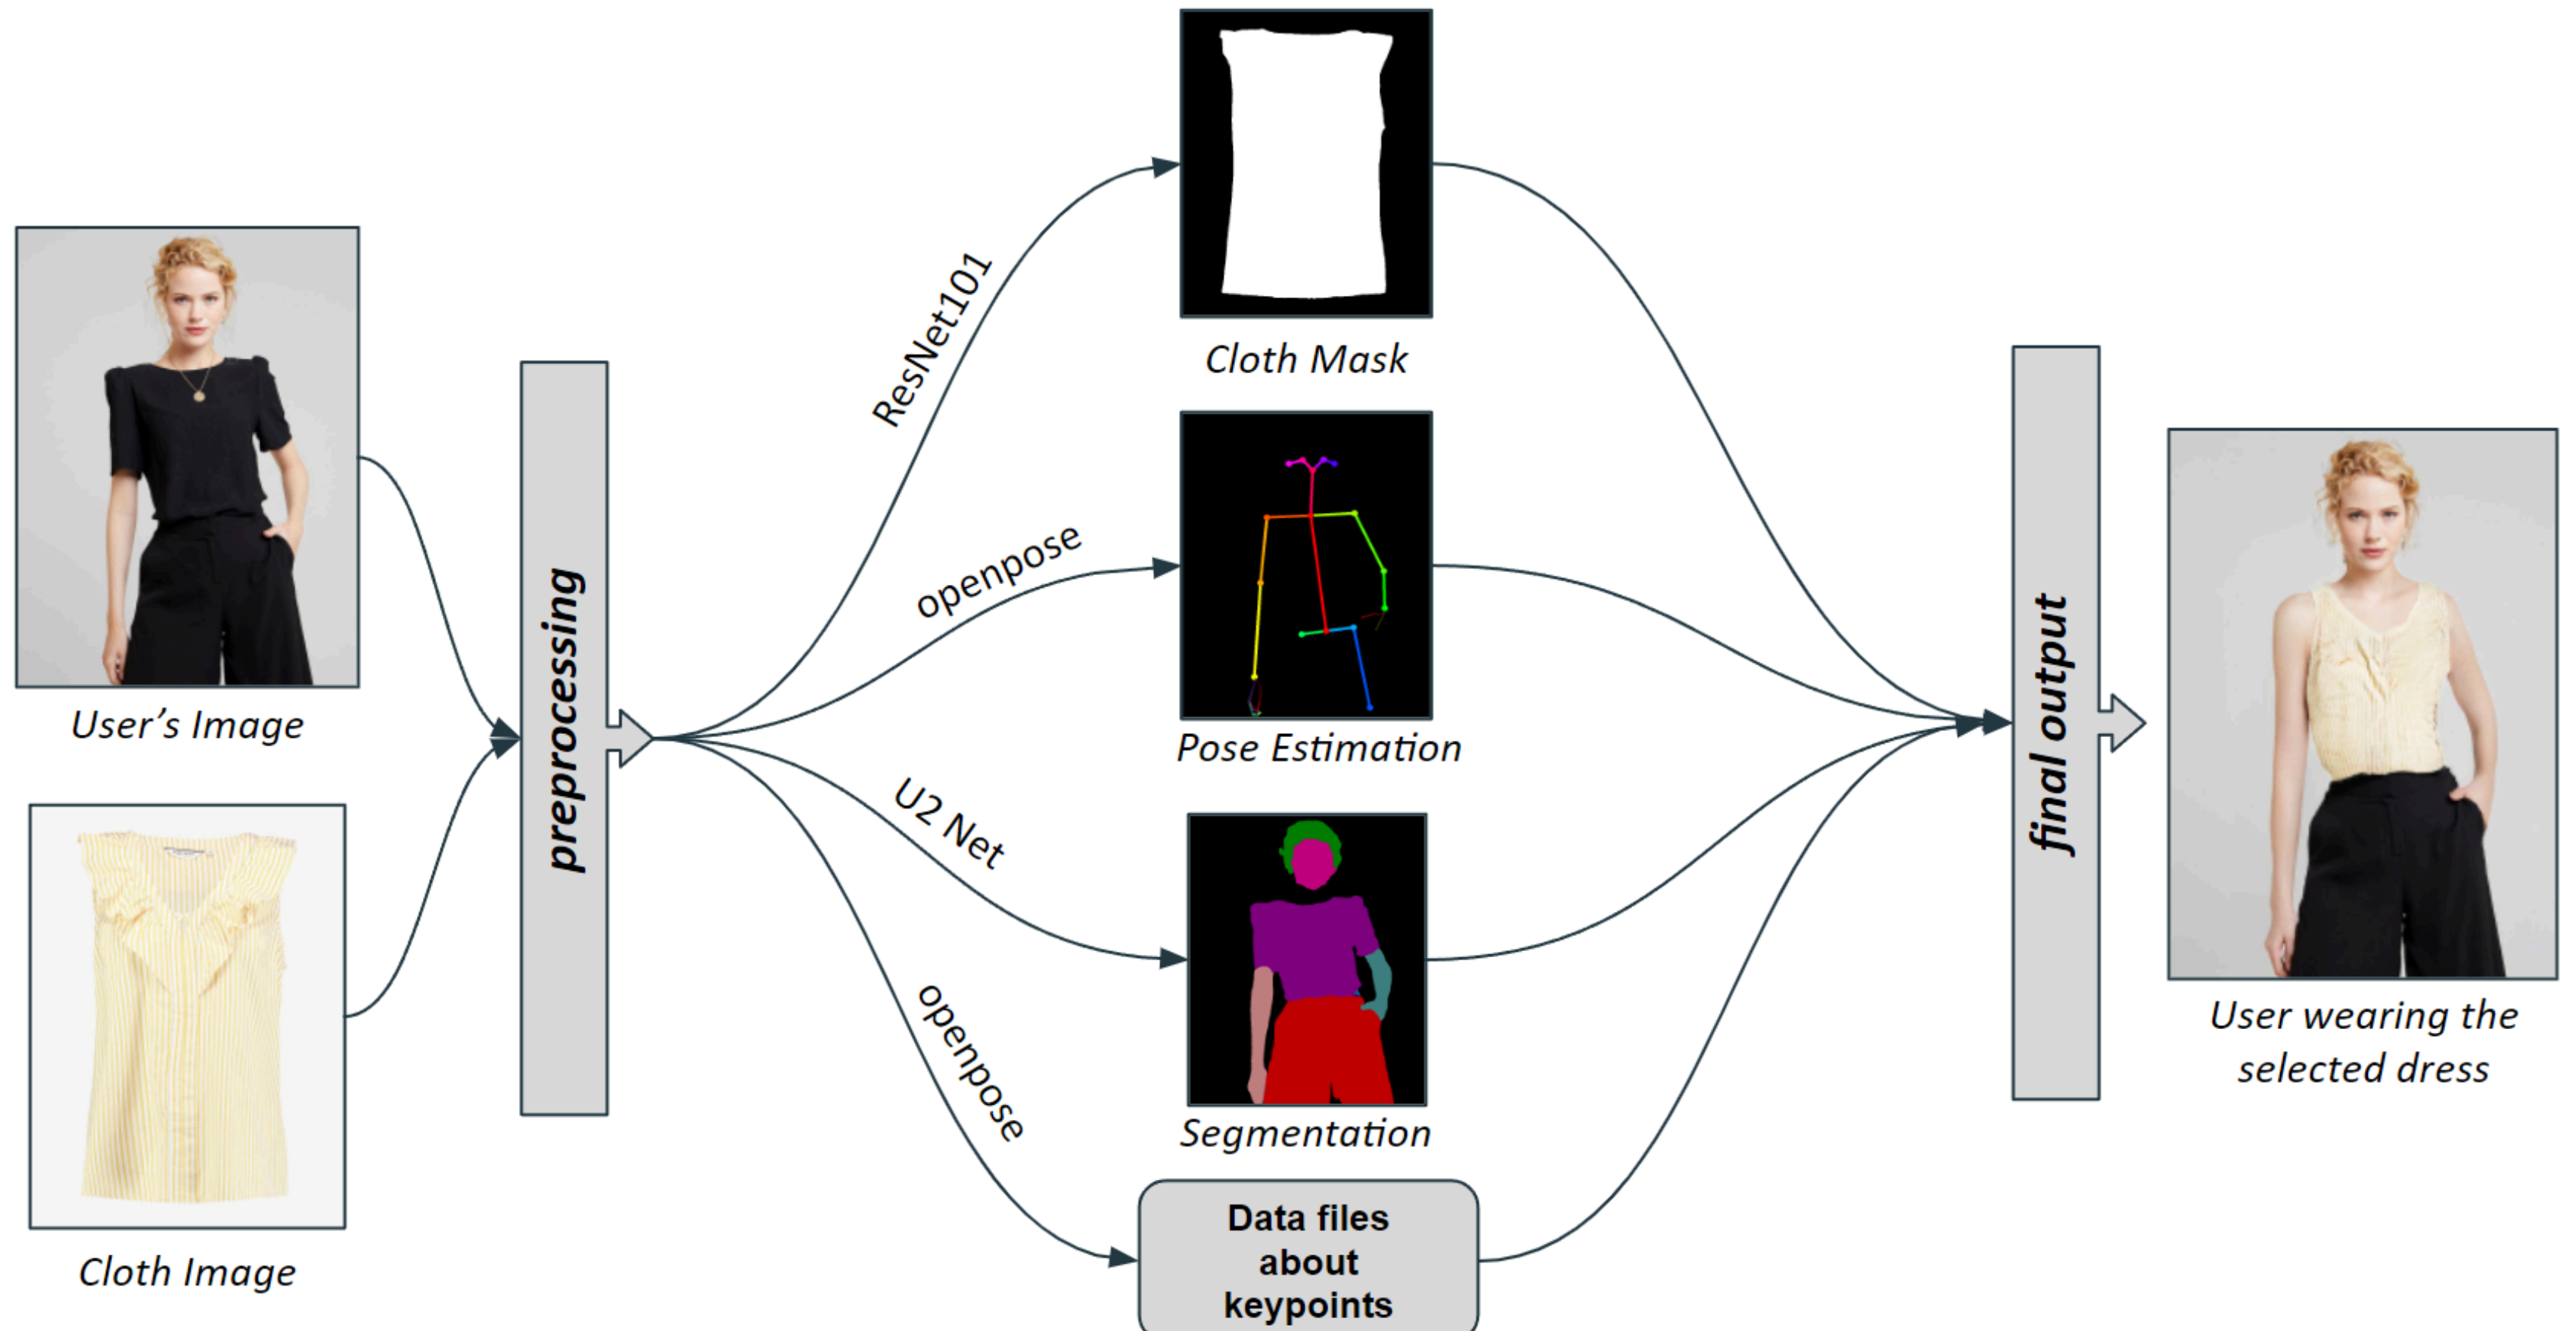 User’s Image
Cloth Image
preprocessing
ResNet101
openpose
U2 Net
openpose
Cloth Mask
Pose Estimation
Segmentation
Data files
about
keypoints
final output
User wearing the
selected dress